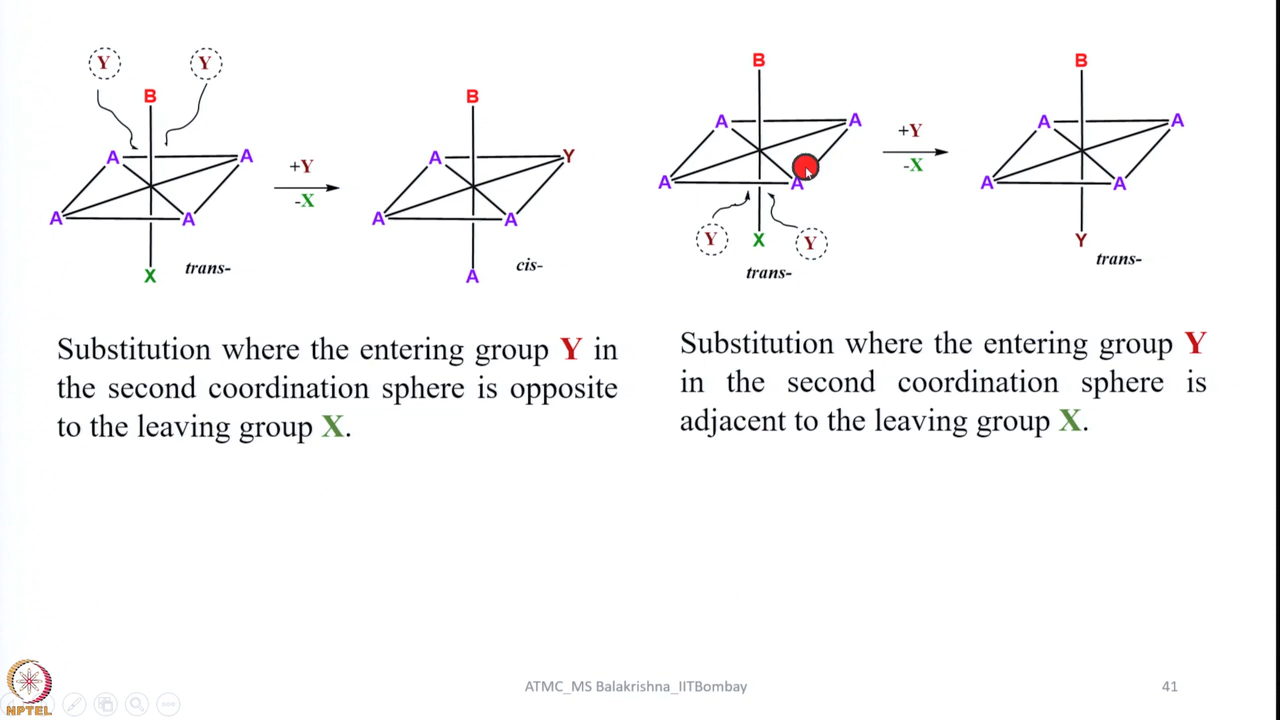 Y Y
B
A A
A A
X
trans-
+Y
-X
B
A Y
A A
A
cis-
B
A A
A A
Y X Y
trans-
+Y
-X
B
A A
A A
Y
trans-
Substitution where the entering group Y in
the second coordination sphere is opposite
to the leaving group X.
Substitution where the entering group Y
in the second coordination sphere is
adjacent to the leaving group X.
NPTEL
ATMC_MS Balakrishna_IITBombay
41